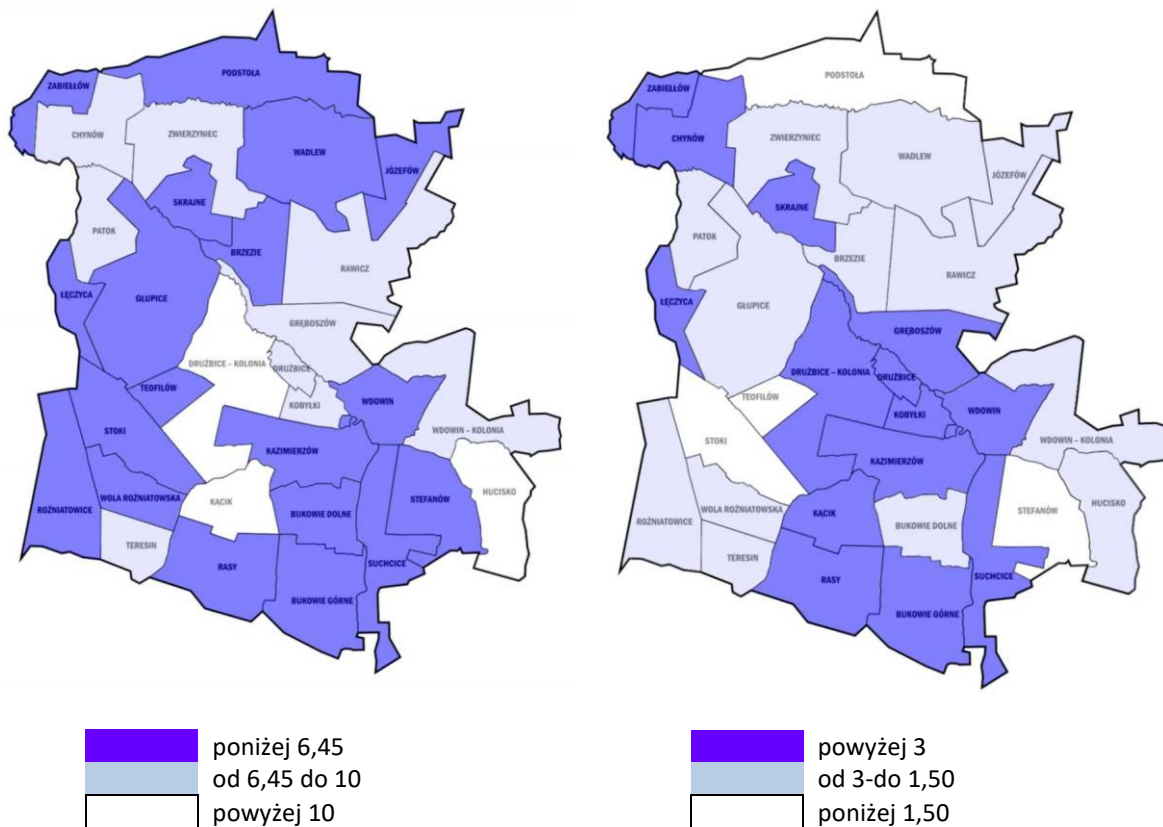 PODSTOŁA
ZABIEŁŁÓW
CHYNÓW
ZWIERZYNIEC
WADLEW
JÓZEFÓW
SKRAJNE
PATOK
BRZEZIE
RAWICZ
ŁĘCZYCA
GŁUPICE
GRĘBOSZÓW
DRUŻBICE – KOLONIA
DRUŻBICE
TEOFILÓW
KOBYŁKI
WDOWIN
STOKI
WDOWIN – KOLONIA
KAZIMIERZÓW
ROŹNIATOWICE
WOLA ROŹNIATOWSKA
KĄCIK
STEFANÓW
HUCISKO
BUKOWIE DOLNE
TERESIN
RASY
SUCHCICE
BUKOWIE GÓRNE
poniżej 6,45
od 6,45 do 10
powyżej 10
PODSTOŁA
ZABIEŁŁÓW
CHYNÓW
ZWIERZYNIEC
WADLEW
JÓZEFÓW
SKRAJNE
PATOK
BRZEZIE
RAWICZ
ŁĘCZYCA
GŁUPICE
GRĘBOSZÓW
DRUŻBICE – KOLONIA
DRUŻBICE
TEOFILÓW
KOBYŁKI
WDOWIN
STOKI
WDOWIN – KOLONIA
KAZIMIERZÓW
ROŹNIATOWICE
WOLA ROŹNIATOWSKA
KĄCIK
STEFANÓW
HUCISKO
BUKOWIE DOLNE
TERESIN
RASY
SUCHCICE
BUKOWIE GÓRNE
powyżej 3
od 3-do 1,50
poniżej 1,50